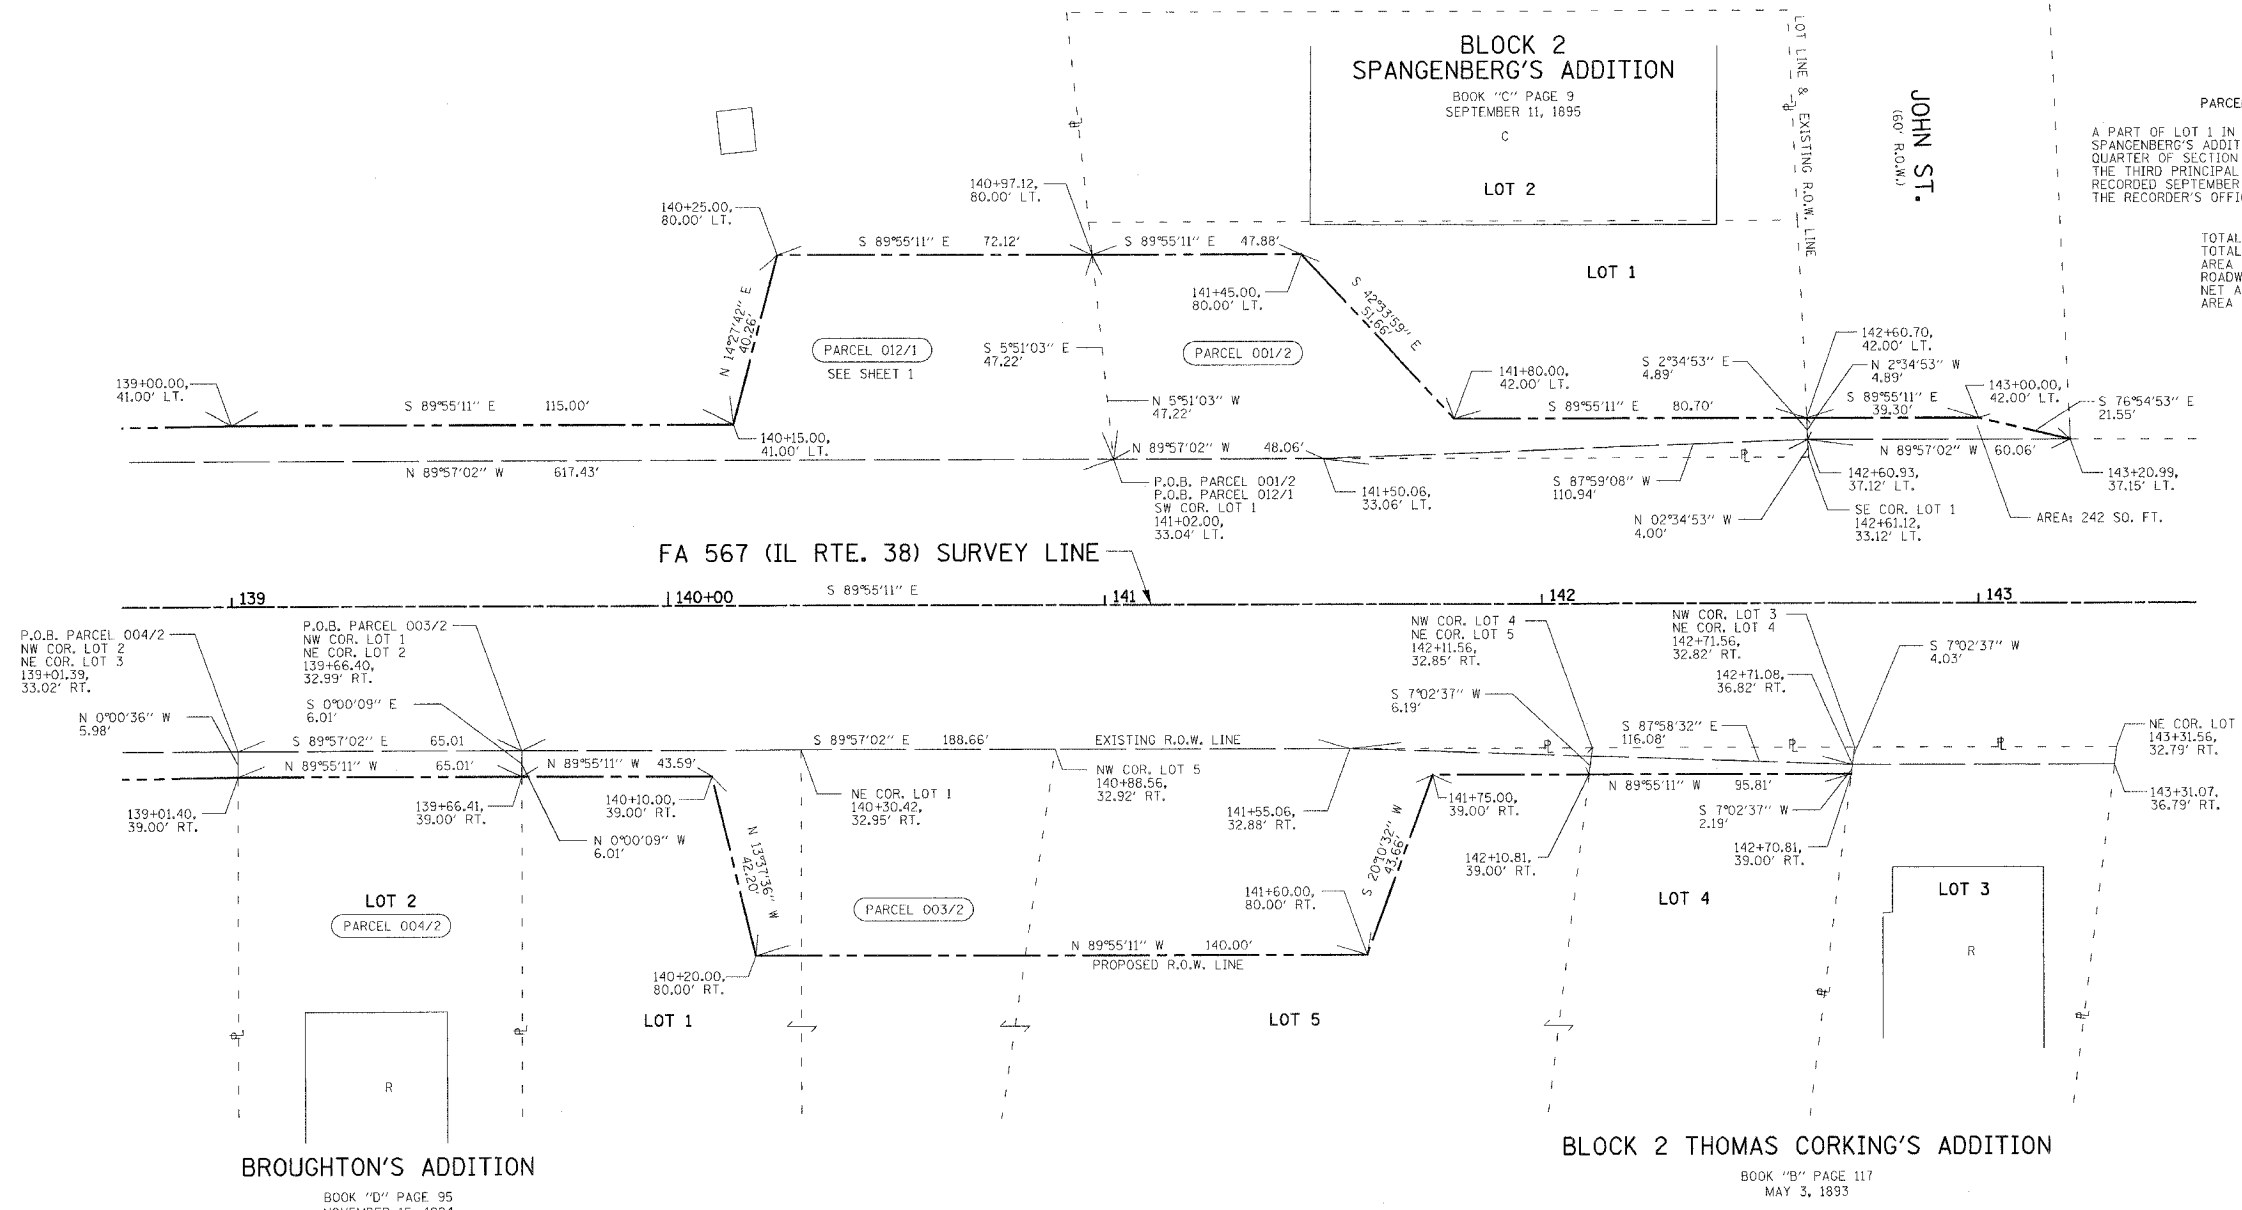 BLOCK 2
SPANGENBERG'S ADDITION
BOOK "C" PAGE 9
SEPTEMBER 11, 1895
C
LOT 2
LOT LINE & EXISTING R.O.W. LINE
JOHN ST.
(60' R.O.W.)
A PART OF LOT 1 IN
QUARTER OF SECTION
THE THIRD PRINCIPAL
RECORDED SEPTEMBER
TOTAL
TOTAL
AREA
AREA
140+97.12,
80.00' LT.
140+25.00,
80.00' LT.
S 89°55'11" E 72.12'
S 89°55'11" E 47.88'
LOT 1
141+45.00,
80.00' LT.
S 42°33'59" E
51.66'
N 14°27'42" E
40.26'
PARCEL 012/1
SEE SHEET 1
S 5°51'03" E
47.22'
PARCEL 001/2
142+60.70,
42.00' LT.
S 2°34'53" E
4.89'
N 2°34'53" W
4.89'
139+00.00,
41.00' LT.
141+80.00,
42.00' LT.
143+00.00,
42.00' LT.
S 76°54'53" E
21.55'
S 89°55'11" E 115.00'
N 5°51'03" W
47.22'
S 89°55'11" E 80.70'
S 89°55'11" E
39.30'
140+15.00,
41.00' LT.
N 89°57'02" W 48.06'
N 89°57'02" W 60.06'
N 89°57'02" W 617.43'
P.O.B. PARCEL 001/2
P.O.B. PARCEL 012/1
SW COR. LOT 1
141+02.00,
33.04' LT.
141+50.06,
33.06' LT.
S 87°59'08" W
110.94'
142+60.93,
37.12' LT.
143+20.99,
37.15' LT.
N 02°34'53" W
4.00'
SE COR. LOT 1
142+61.12,
33.12' LT.
AREA: 242 SQ. FT.
FA 567 (IL RTE. 38) SURVEY LINE
S 89°55'11" E
139
140+00
141
142
143
P.O.B. PARCEL 004/2
NW COR. LOT 2
NE COR. LOT 3
139+01.39,
33.02' RT.
P.O.B. PARCEL 003/2
NW COR. LOT 1
NE COR. LOT 2
139+66.40,
32.99' RT.
NW COR. LOT 4
NE COR. LOT 5
142+11.56,
32.85' RT.
NW COR. LOT 3
NE COR. LOT 4
142+71.56,
32.82' RT.
S 7°02'37" W
4.03'
142+71.08,
36.82' RT.
N 0°00'36" W
5.98'
S 0°00'09" E
6.01'
S 7°02'37" W
6.19'
S 87°58'32" E
116.08'
NE COR. LOT
143+31.56,
32.79' RT.
S 89°57'02" E 65.01
S 89°57'02" E 188.66'
EXISTING R.O.W. LINE
N 89°55'11" W 65.01'
N 89°55'11" W 43.59'
NW COR. LOT 5
140+88.56,
32.92' RT.
N 89°55'11" W 95.81'
139+01.40,
39.00' RT.
139+66.41,
39.00' RT.
140+10.00,
39.00' RT.
NE COR. LOT 1
140+30.42,
32.95' RT.
141+55.06,
32.88' RT.
141+75.00,
39.00' RT.
S 7°02'37" W
2.19'
143+31.07,
36.79' RT.
N 0°00'09" W
6.01'
N 13°37'36" W
42.20'
S 20°10'32" W
43.66'
142+10.81,
39.00' RT.
142+70.81,
39.00' RT.
LOT 2
PARCEL 004/2
PARCEL 003/2
141+60.00,
80.00' RT.
LOT 4
LOT 3
R
N 89°55'11" W 140.00'
PROPOSED R.O.W. LINE
140+20.00,
80.00' RT.
LOT 1
LOT 5
R
BROUGHTON'S ADDITION
BOOK "D" PAGE 95
BLOCK 2 THOMAS CORKING'S ADDITION
BOOK "B" PAGE 117
MAY 3, 1893